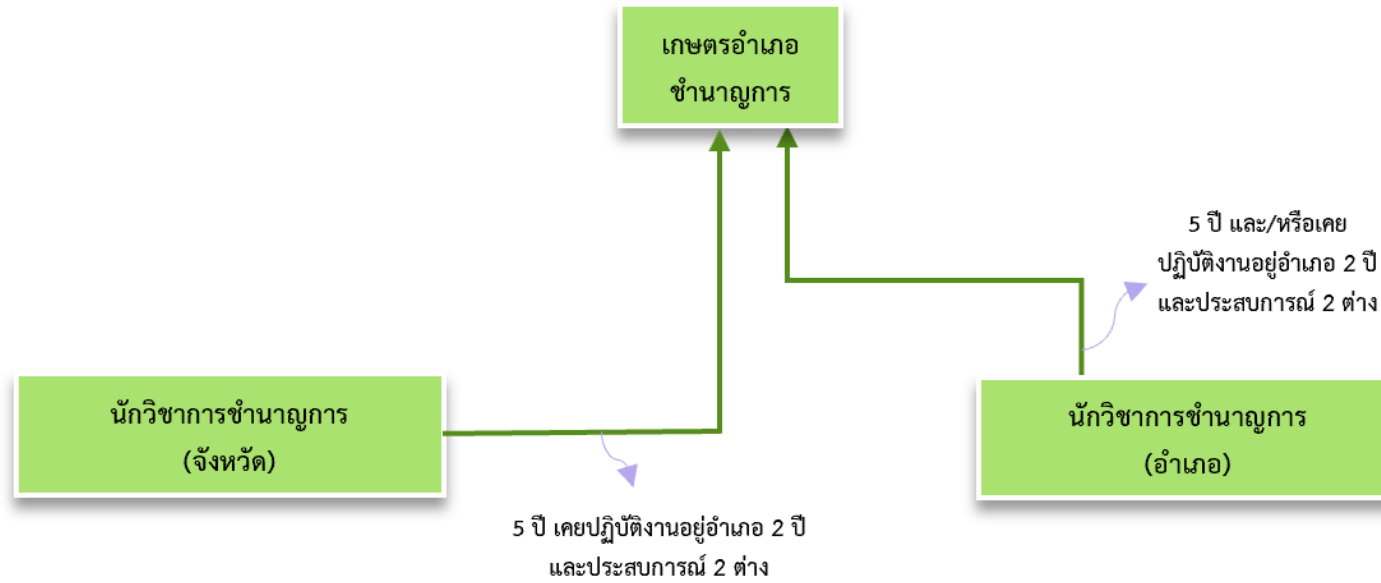 เกษตรอำเภอ
ชำนาญการ
5 ปี และ/หรือเคย
ปฏิบัติงานอยู่อำเภอ 2 ปี
และประสบการณ์ 2 ต่าง
นักวิชาการชำนาญการ
(จังหวัด)
นักวิชาการชำนาญการ
(อำเภอ)
5 ปี เคยปฏิบัติงานอยู่อำเภอ 2 ปี
และประสบการณ์ 2 ต่าง